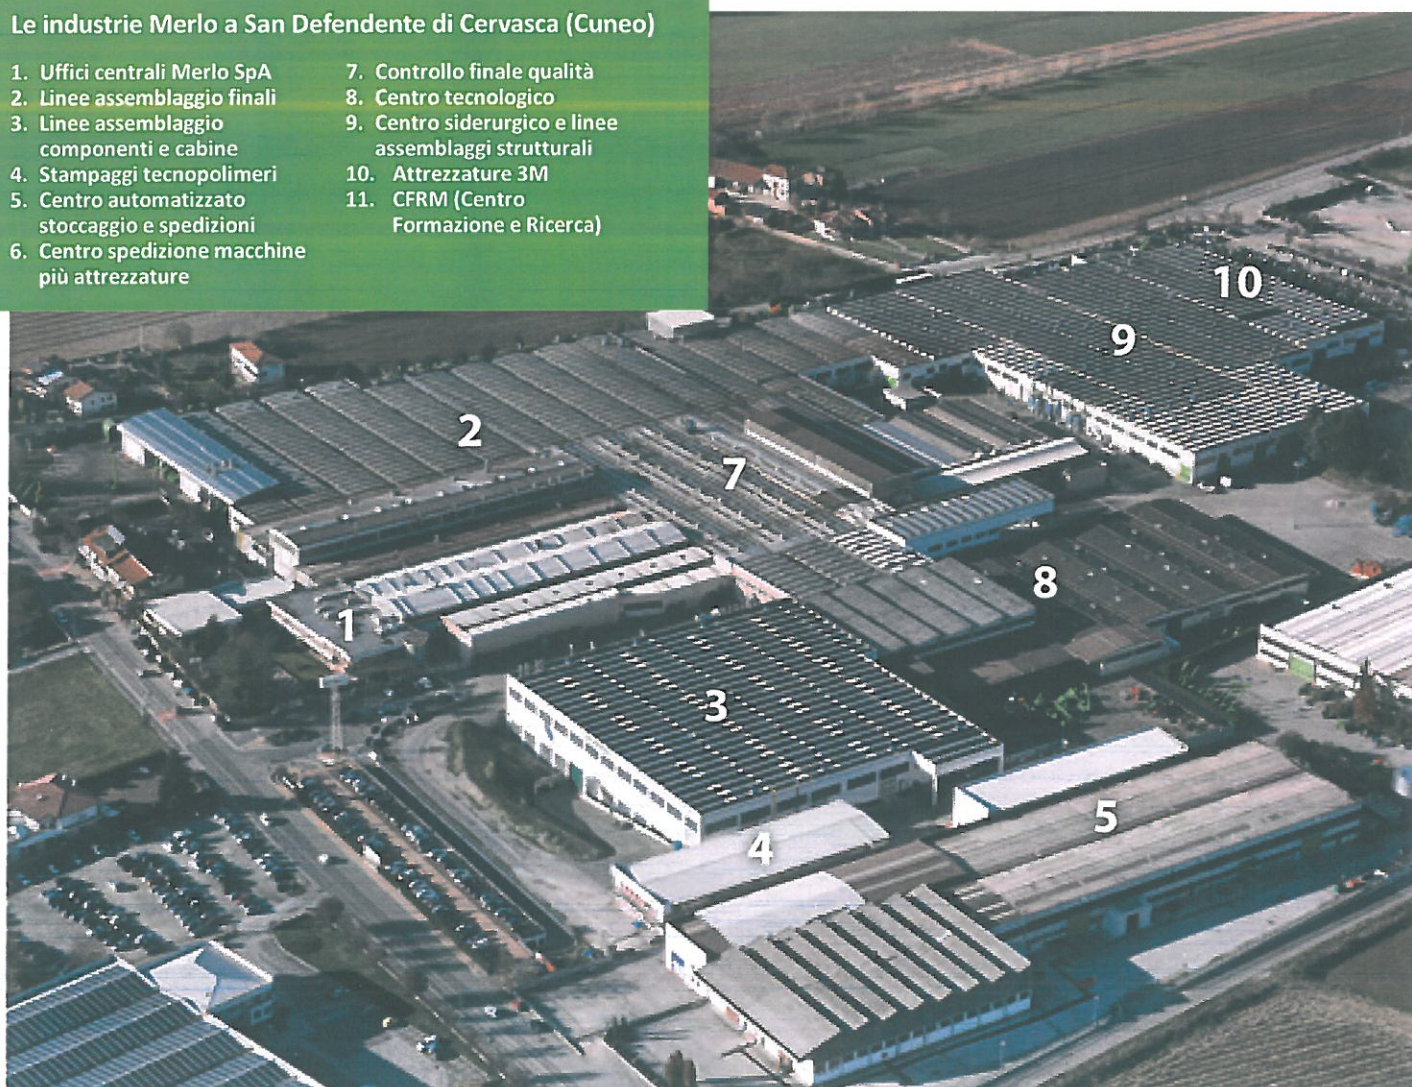 Le industrie Merlo a San Defendente di Cervasca (Cuneo)
1. Uffici centrali Merlo SpA
2. Linee assemblaggio finali
3. Linee assemblaggio
componenti e cabine
4. Stampaggi tecnopolimeri
5. Centro automatizzato
stoccaggio e spedizioni
6. Centro spedizione macchine
più attrezzature
7. Controllo finale qualità
8. Centro tecnologico
9. Centro siderurgico e linee
assemblaggi strutturali
10. Attrezzature 3M
11. CFRM (Centro
Formazione e Ricerca)
10
9
2
7
8
1
3
5
4